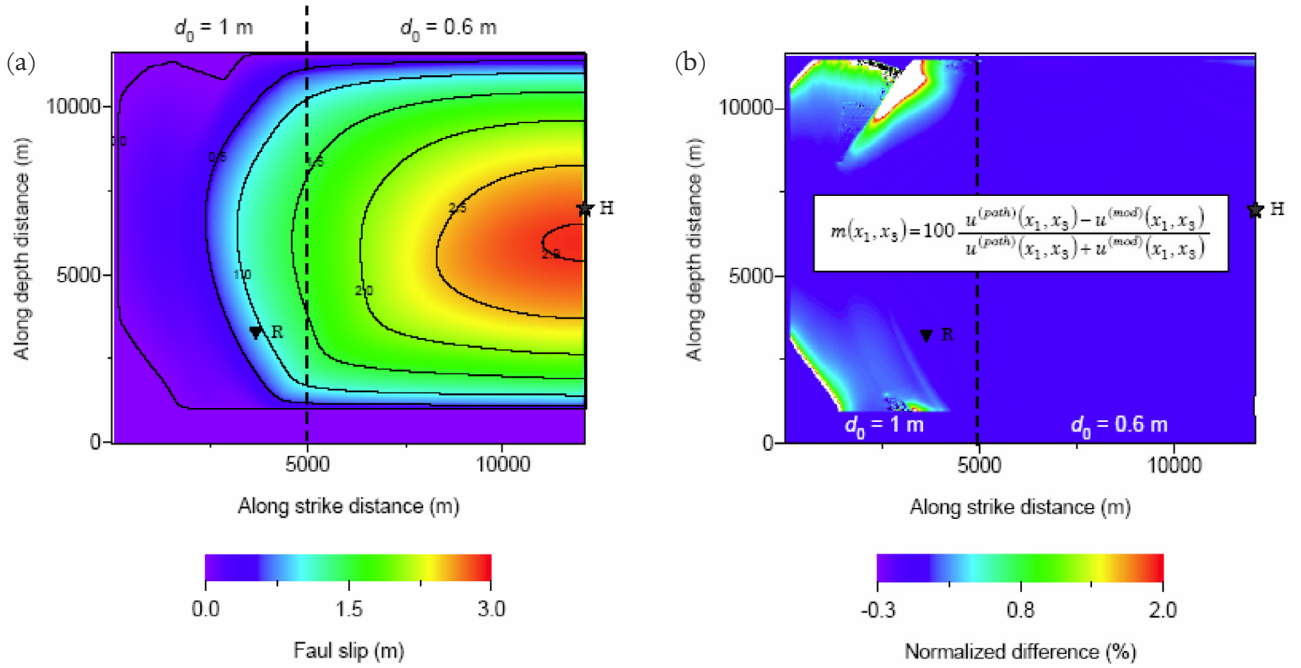 (a)
d₀ = 1 m
d₀ = 0.6 m
10000
5000
0
Along depth distance (m)
0.0
0.5
1.0
1.5
2.0
2.5
2.9
H
R
5000
10000
Along strike distance (m)
0.0
1.5
3.0
Faul slip (m)
(b)
10000
5000
0
Along depth distance (m)
m(x₁, x₃) = 100 (u^(path)(x₁, x₃) − u^(mod)(x₁, x₃)) / (u^(path)(x₁, x₃) + u^(mod)(x₁, x₃))
H
R
d₀ = 1 m
d₀ = 0.6 m
5000
10000
Along strike distance (m)
-0.3
0.8
2.0
Normalized difference (%)